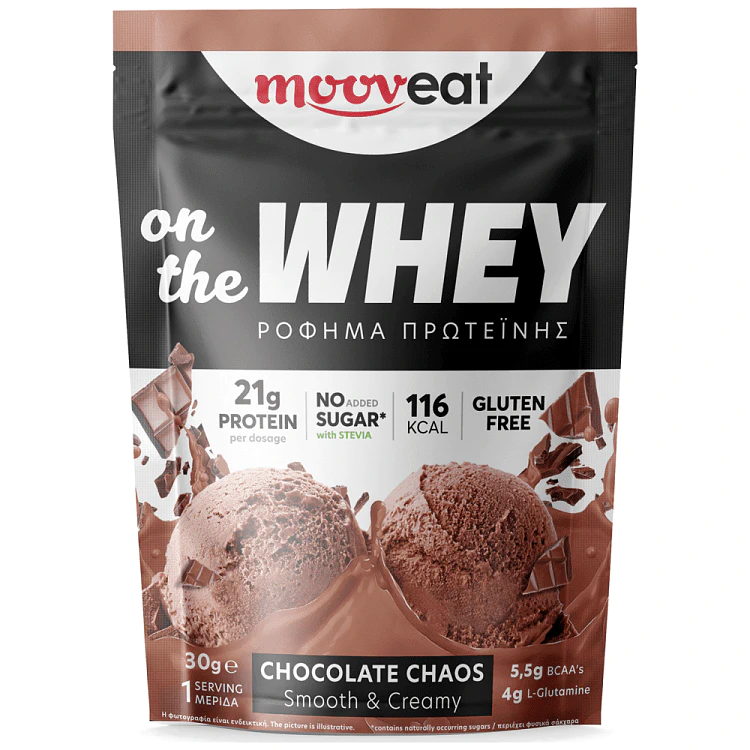 mooveat
on
the
WHEY
ΡΟΦΗΜΑ ΠΡΩΤΕΪΝΗΣ
21g
PROTEIN
per dosage
NO ADDED
SUGAR*
with STEVIA
116
KCAL
GLUTEN
FREE
30g ℮
1 SERVING
ΜΕΡΙΔΑ
CHOCOLATE CHAOS
Smooth & Creamy
5,5g BCAA's
4g L-Glutamine
Η φωτογραφία είναι ενδεικτική. The picture is illustrative.
*contains naturally occurring sugars / περιέχει φυσικά σάκχαρα